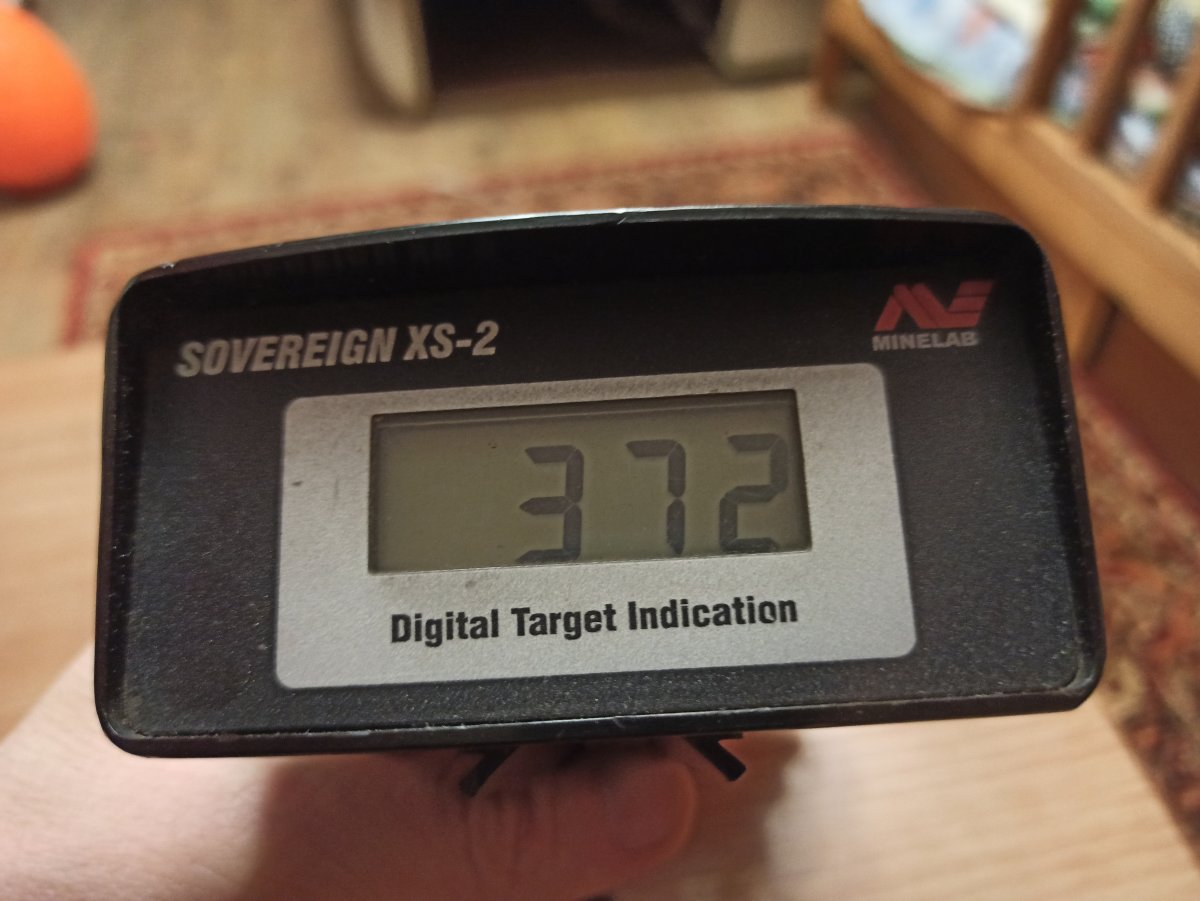 SOVEREIGN XS-2
MINELAB
372
Digital Target Indication